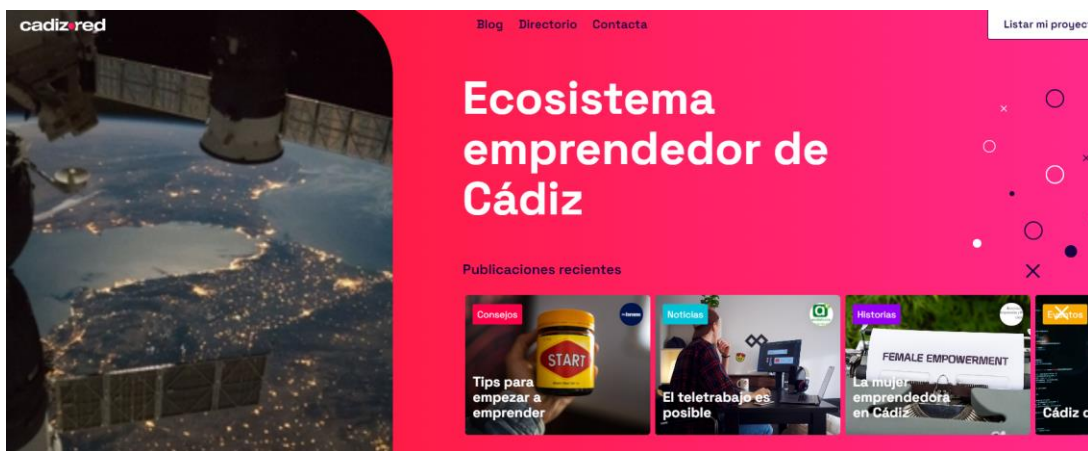 cadiz red
Blog Directorio Contacta
Listar mi proyect
Ecosistema
emprendedor de
Cádiz
Publicaciones recientes
Consejos
START
Tips para
empezar a
emprender
Noticias
El teletrabajo es
posible
Historias
FEMALE EMPOWERMENT
La mujer
emprendedora
en Cádiz
Eventos
Cádiz c